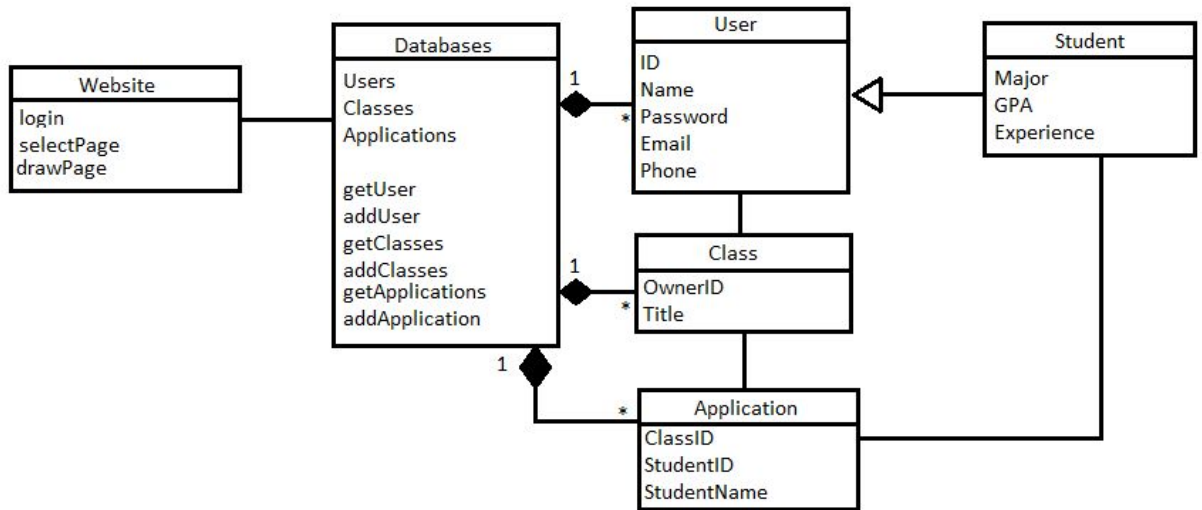 Website
login
selectPage
drawPage
Databases
Users
Classes
Applications
getUser
addUser
getClasses
addClasses
getApplications
addApplication
1
*
User
ID
Name
Password
Email
Phone
Student
Major
GPA
Experience
1
*
Class
OwnerID
Title
1
*
Application
ClassID
StudentID
StudentName